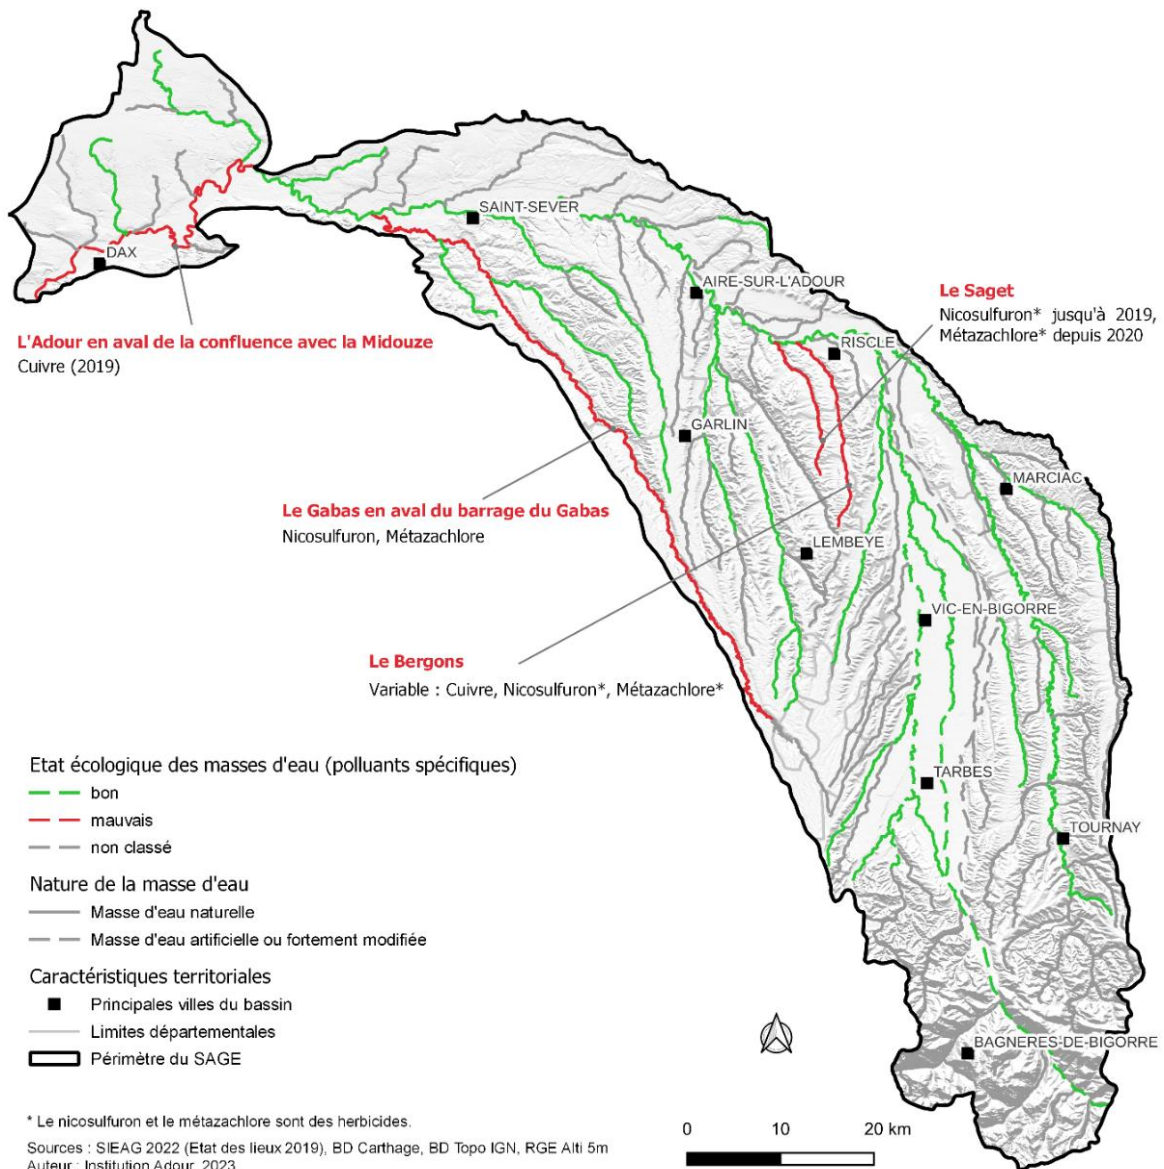 SAINT-SEVER
DAX
AIRE-SUR-L'ADOUR
Le Saget
Nicosulfuron* jusqu'à 2019,
Métazachlore* depuis 2020
L'Adour en aval de la confluence avec la Midouze
Cuivre (2019)
RISCLE
GARLIN
MARCIAC
Le Gabas en aval du barrage du Gabas
Nicosulfuron, Métazachlore
LEMBEYE
VIC-EN-BIGORRE
Le Bergons
Variable : Cuivre, Nicosulfuron*, Métazachlore*
TARBES
TOURNAY
BAGNERES-DE-BIGORRE
Etat écologique des masses d'eau (polluants spécifiques)
bon
mauvais
non classé
Nature de la masse d'eau
Masse d'eau naturelle
Masse d'eau artificielle ou fortement modifiée
Caractéristiques territoriales
Principales villes du bassin
Limites départementales
Périmètre du SAGE
* Le nicosulfuron et le métazachlore sont des herbicides.
Sources : SIEAG 2022 (Etat des lieux 2019), BD Carthage, BD Topo IGN, RGE Alti 5m
Auteur : Institution Adour, 2023
0 10 20 km